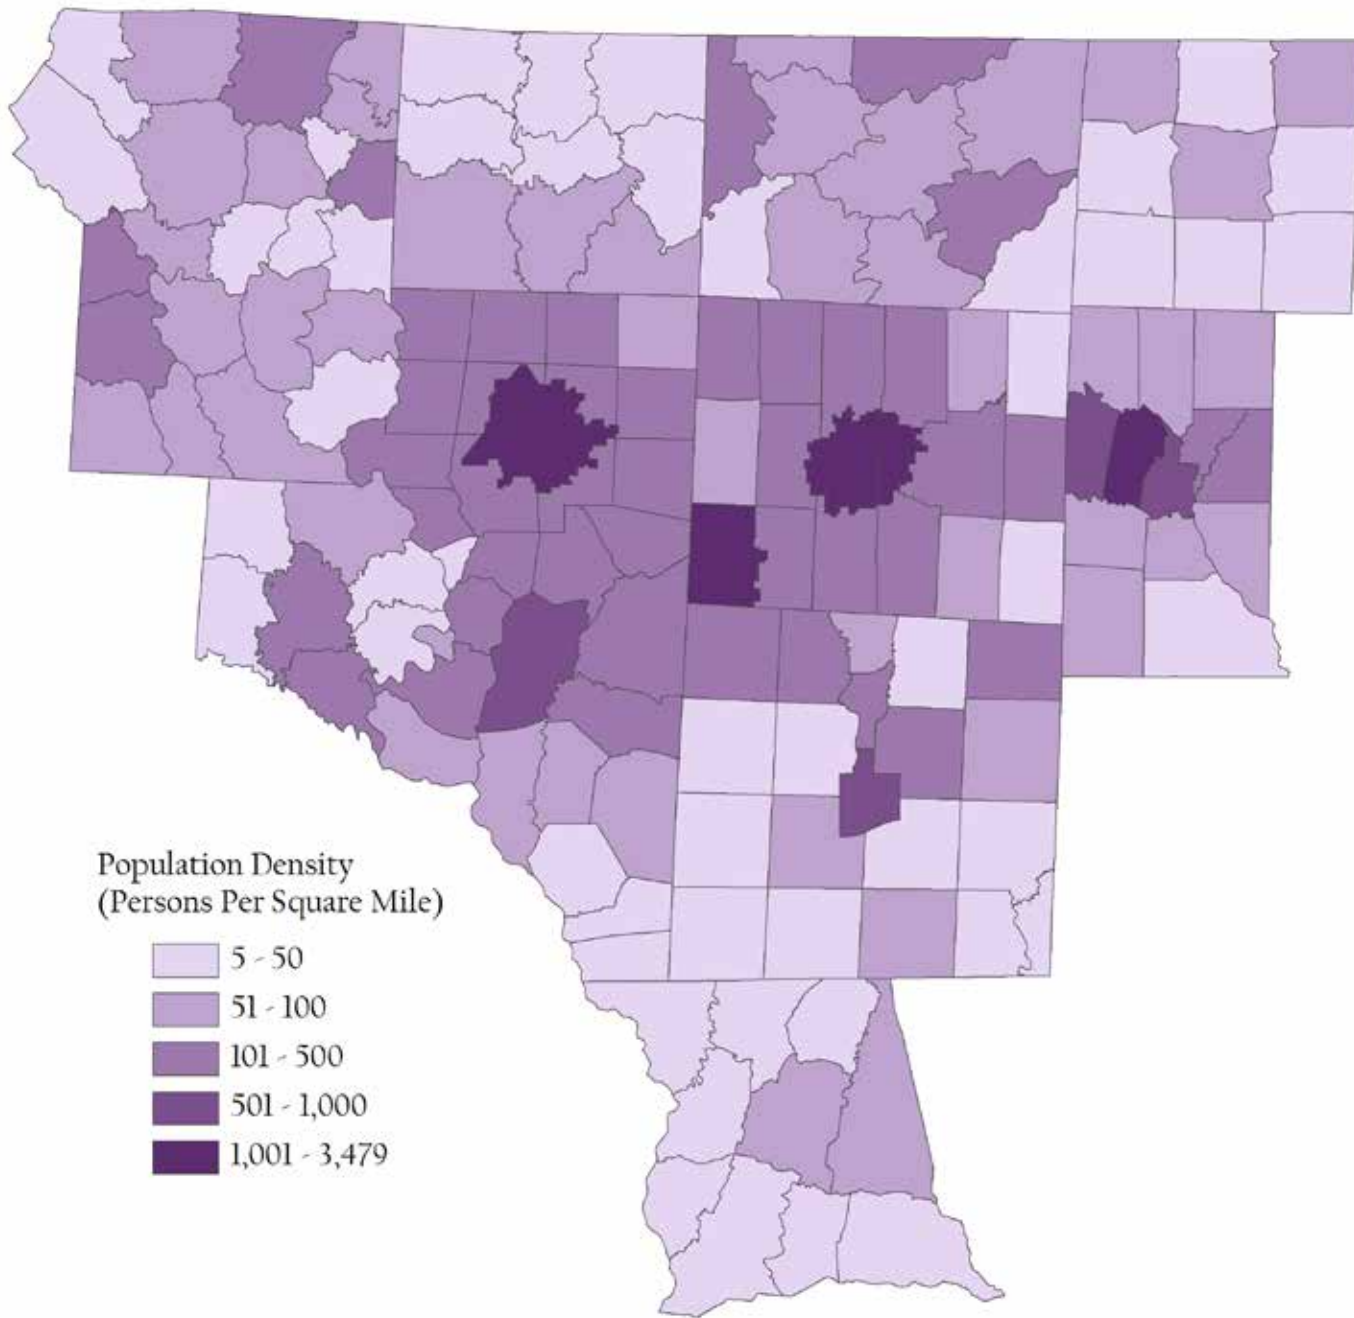 Population Density
(Persons Per Square Mile)
5 - 50
51 - 100
101 - 500
501 - 1,000
1,001 - 3,479